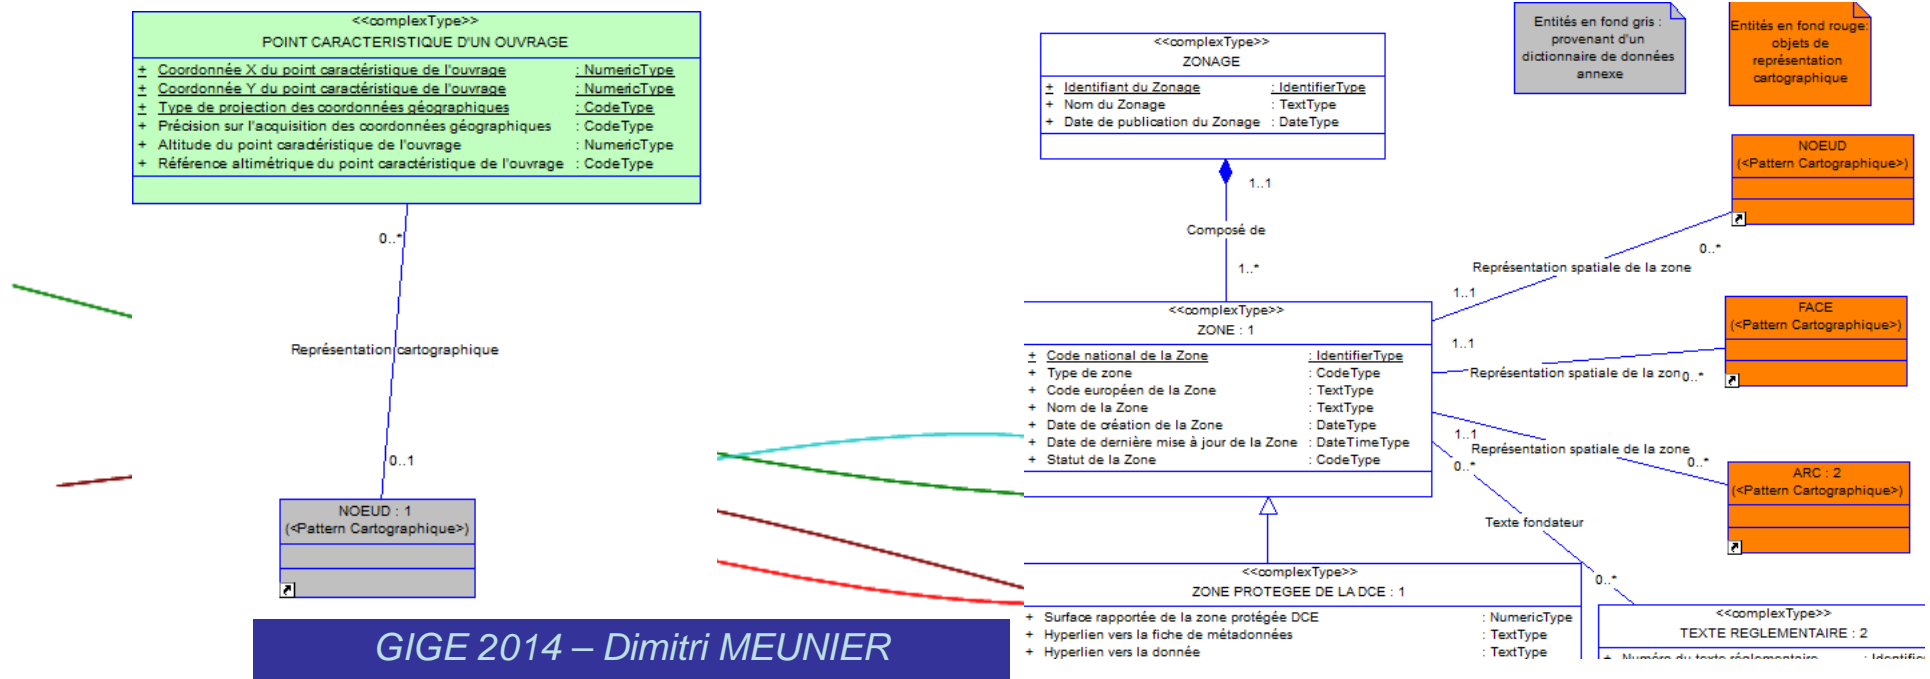 <<complexType>>
POINT CARACTERISTIQUE D'UN OUVRAGE
+ Coordonnée X du point caractéristique de l'ouvrage : NumericType
+ Coordonnée Y du point caractéristique de l'ouvrage : NumericType
+ Type de projection des coordonnées géographiques : CodeType
+ Précision sur l'acquisition des coordonnées géographiques : CodeType
+ Altitude du point caractéristique de l'ouvrage : NumericType
+ Référence altimétrique du point caractéristique de l'ouvrage : CodeType
0..*
Représentation cartographique
0..1
NOEUD : 1
(<Pattern Cartographique>)
GIGE 2014 – Dimitri MEUNIER
<<complexType>>
ZONAGE
+ Identifiant du Zonage : IdentifierType
+ Nom du Zonage : TextType
+ Date de publication du Zonage : DateType
1..1
Composé de
1..*
<<complexType>>
ZONE : 1
+ Code national de la Zone : IdentifierType
+ Type de zone : CodeType
+ Code européen de la Zone : TextType
+ Nom de la Zone : TextType
+ Date de création de la Zone : DateType
+ Date de dernière mise à jour de la Zone : DateTimeType
+ Statut de la Zone : CodeType
<<complexType>>
ZONE PROTEGEE DE LA DCE : 1
+ Surface rapportée de la zone protégée DCE : NumericType
+ Hyperlien vers la fiche de métadonnées : TextType
+ Hyperlien vers la donnée : TextType
Entités en fond gris :
provenant d'un
dictionnaire de données
annexe
Entités en fond rouge:
objets de
représentation
cartographique
NOEUD
(<Pattern Cartographique>)
0..*
Représentation spatiale de la zone
1..1
FACE
(<Pattern Cartographique>)
1..1
Représentation spatiale de la zon
0..*
1..1
Représentation spatiale de la zone
0..*
ARC : 2
(<Pattern Cartographique>)
0..*
Texte fondateur
0..*
<<complexType>>
TEXTE REGLEMENTAIRE : 2
+ Numéro du texte réglementaire : Identifie